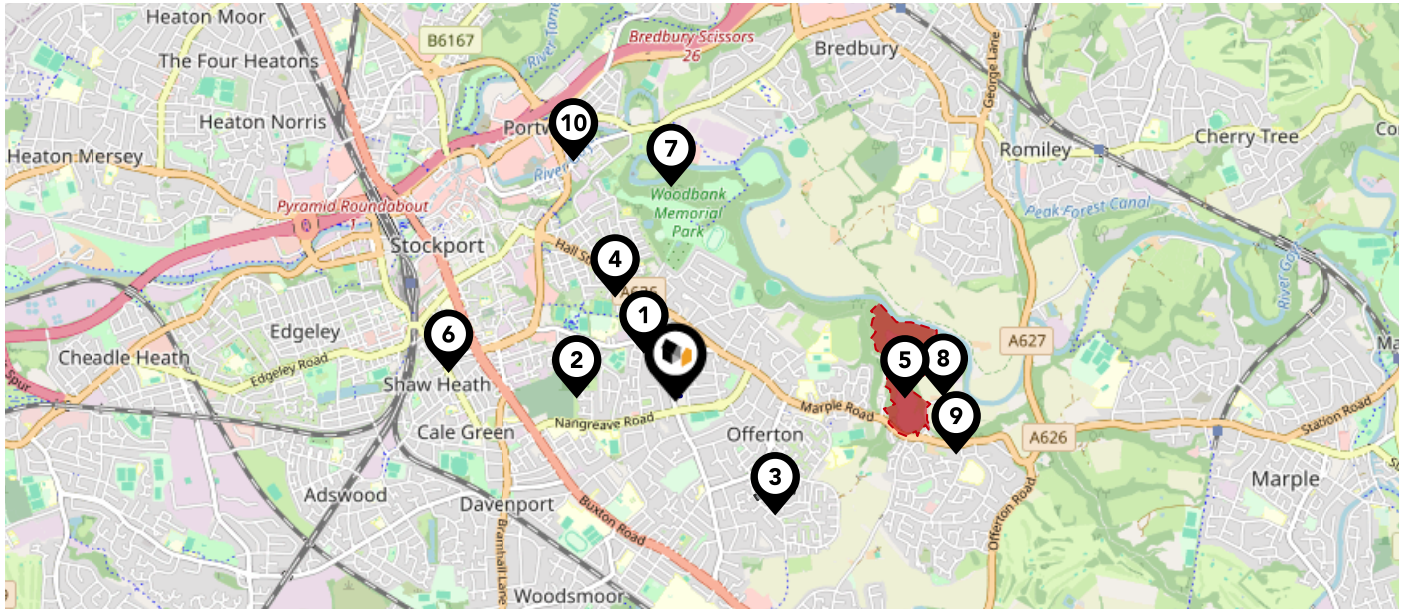 Heaton Moor
B6167
River Tame
Bredbury Scissors
26
Bredbury
George Lane
The Four Heatons
Heaton Norris
Portw
10
7
Cherry Tree
Romiley
Heaton Mersey
River
Woodbank
Memorial
Park
Peak Forest Canal
Pyramid Roundabout
1
Stockport
Hall St
4
A626
River Goyt
1
Edgeley
6
2
5
8
A627
Cheadle Heath
Edgeley Road
Shaw Heath
Spur
9
Marple Road
Nangreave Road
Cale Green
Offerton
A626
Station Road
3
Marple
Adswood
Davenport
Buxton Road
Bramhall Lane
Offerton Road
Woodsmoor